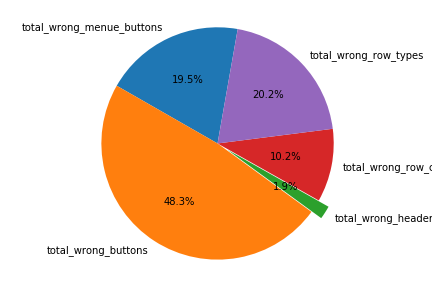 total_wrong_menue_buttons
total_wrong_row_types
19.5%
20.2%
10.2%
total_wrong_row_c
1.9%
48.3%
total_wrong_header
total_wrong_buttons